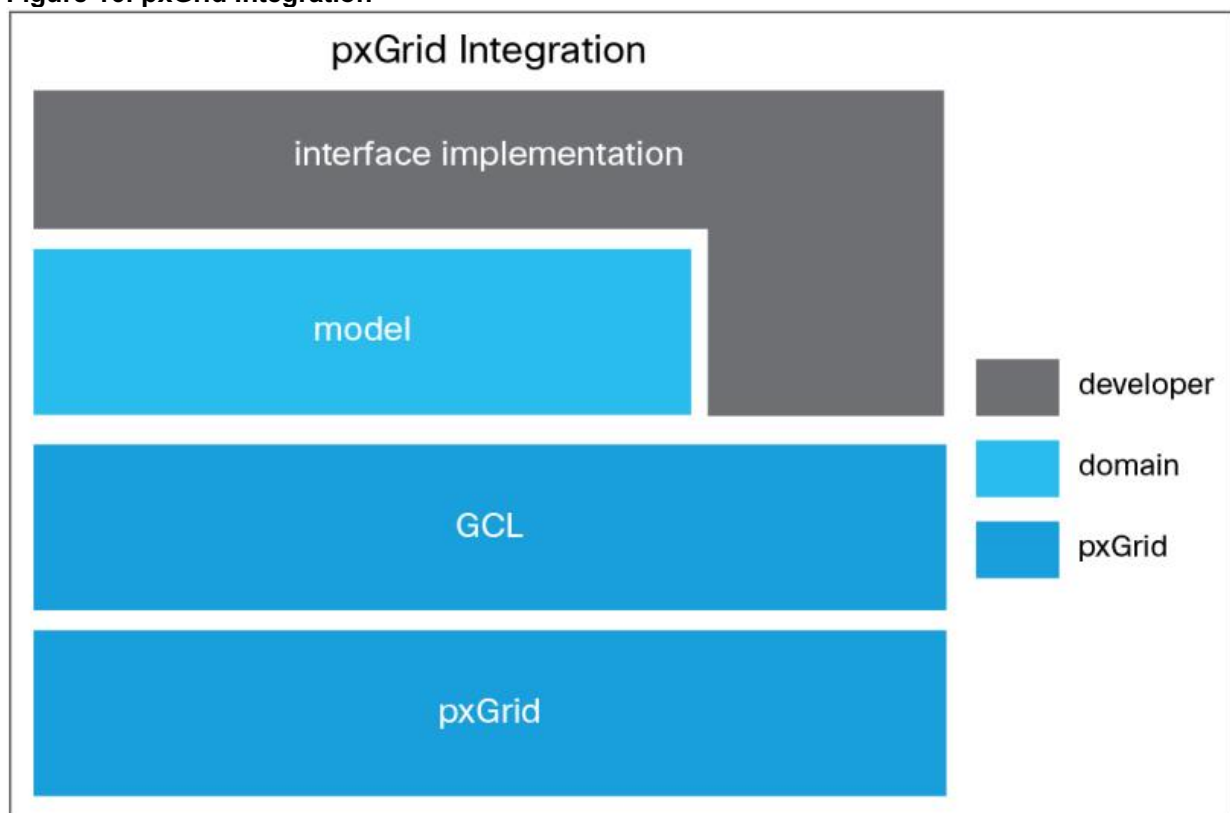 pxGrid Integration
interface implementation
model
developer
domain
GCL
pxGrid
pxGrid